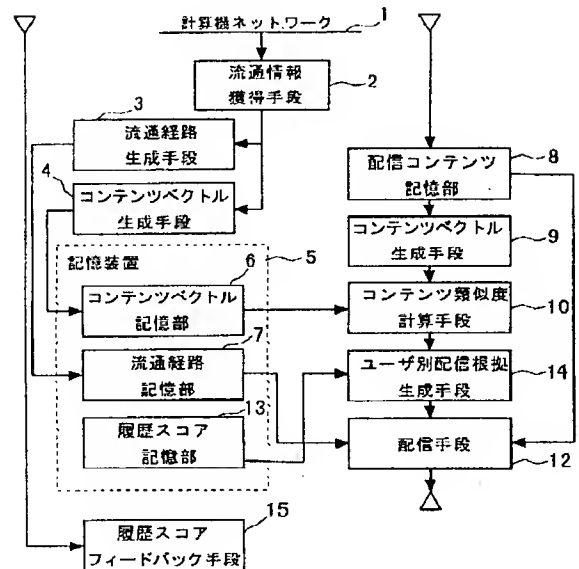 計算機ネットワーク
1
流通情報
獲得手段
2
3
流通経路
生成手段
4
コンテンツベクトル
生成手段
8
配信コンテンツ
記憶部
9
コンテンツベクトル
生成手段
記憶装置
5
6
コンテンツベクトル
記憶部
コンテンツ類似度
計算手段
10
7
流通経路
記憶部
ユーザ別配信根拠
生成手段
14
13
履歴スコア
記憶部
配信手段
12
15
履歴スコア
フィードバック手段